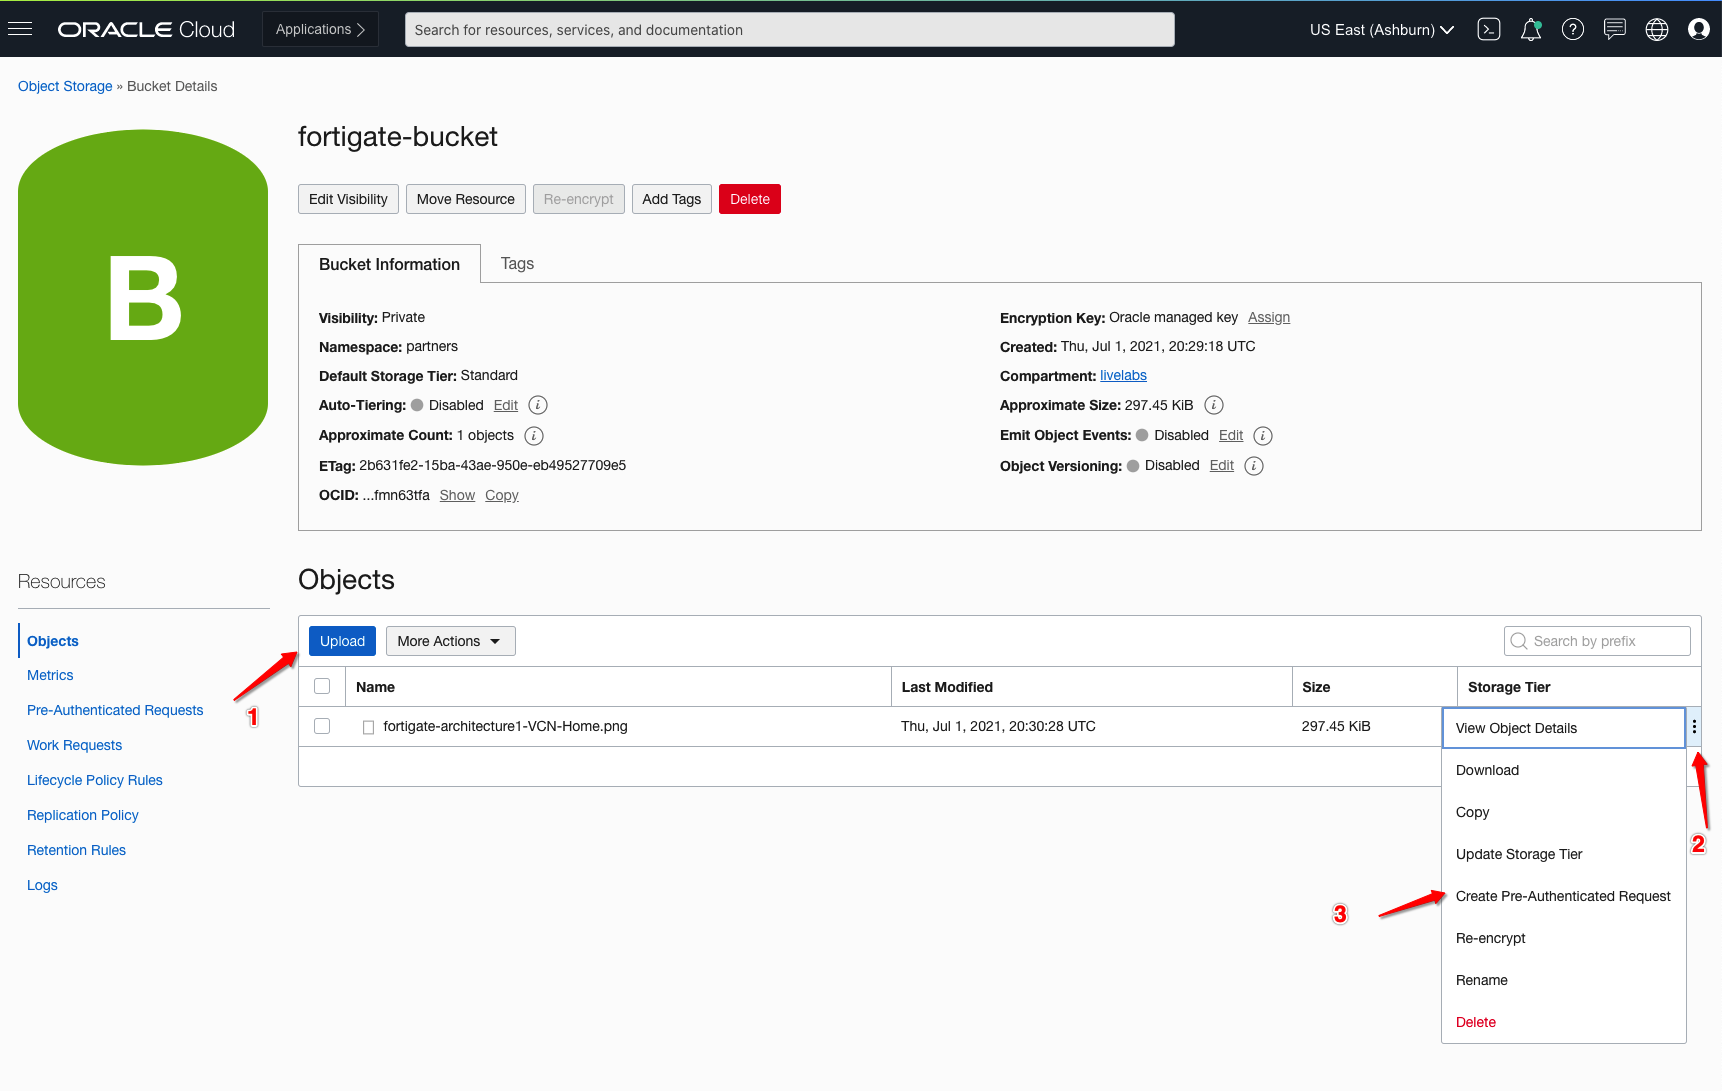 ORACLE Cloud
Applications
Search for resources, services, and documentation
US East (Ashburn)
Object Storage » Bucket Details
B
fortigate-bucket
Edit Visibility
Move Resource
Re-encrypt
Add Tags
Delete
Bucket Information
Tags
Visibility: Private
Namespace: partners
Default Storage Tier: Standard
Auto-Tiering: Disabled Edit i
Approximate Count: 1 objects i
ETag: 2b631fe2-15ba-43ae-950e-eb49527709e5
OCID: ...fmn63tfa Show Copy
Encryption Key: Oracle managed key Assign
Created: Thu, Jul 1, 2021, 20:29:18 UTC
Compartment: livelabs
Approximate Size: 297.45 KiB i
Emit Object Events: Disabled Edit i
Object Versioning: Disabled Edit i
Resources
Objects
Metrics
Pre-Authenticated Requests
Work Requests
Lifecycle Policy Rules
Replication Policy
Retention Rules
Logs
Objects
Upload
More Actions
Search by prefix
1
Name Last Modified Size Storage Tier
fortigate-architecture1-VCN-Home.png Thu, Jul 1, 2021, 20:30:28 UTC 297.45 KiB
View Object Details
Download
Copy
Update Storage Tier
Create Pre-Authenticated Request
Re-encrypt
Rename
Delete
2
3